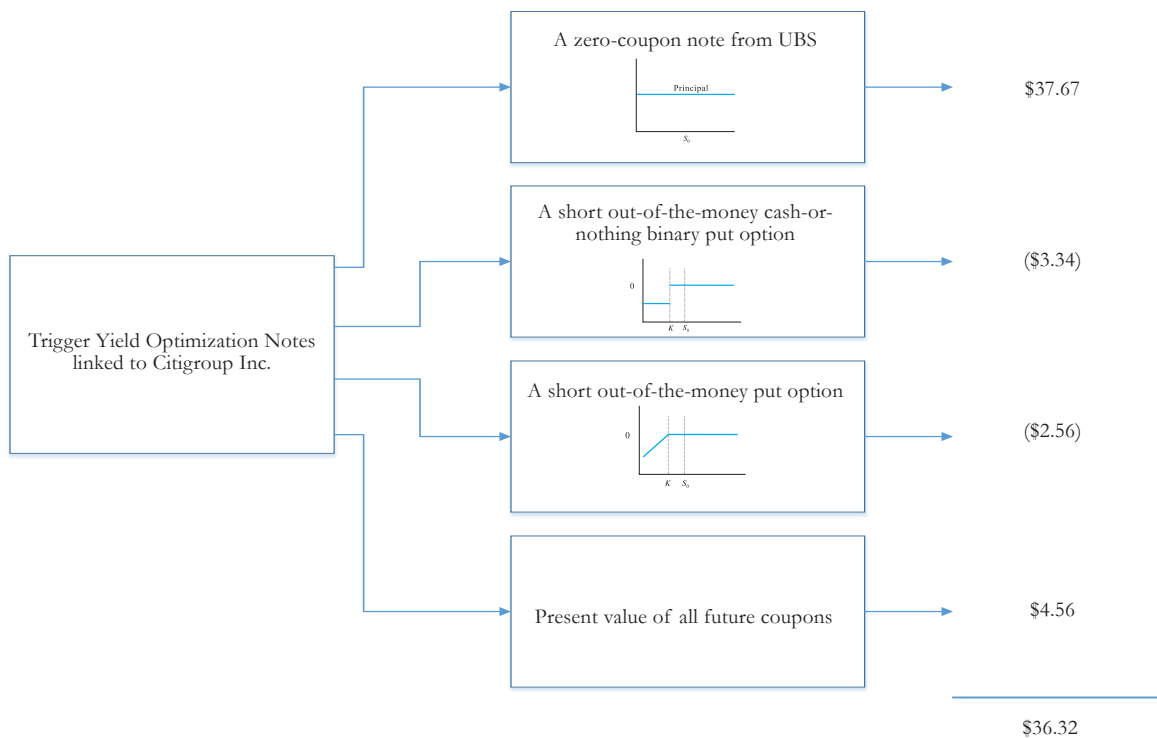 A zero-coupon note from UBS
Principal
S0
$37.67
A short out-of-the-money cash-or-
nothing binary put option
0
K S0
($3.34)
Trigger Yield Optimization Notes
linked to Citigroup Inc.
A short out-of-the-money put option
0
K S0
($2.56)
Present value of all future coupons
$4.56
$36.32